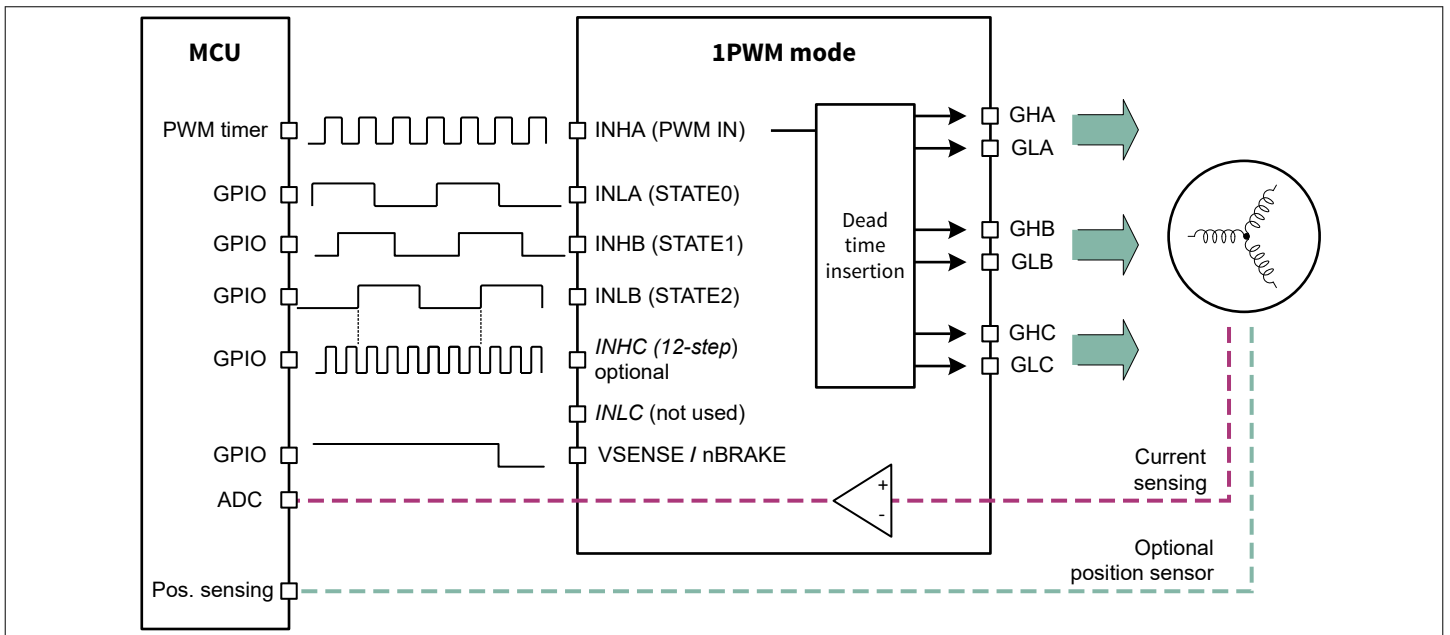 MCU
1PWM mode
PWM timer
INHA (PWM IN)
GHA
GLA
GPIO
INLA (STATE0)
GPIO
INHB (STATE1)
Dead
time
insertion
GHB
GLB
GPIO
INLB (STATE2)
GPIO
INHC (12-step)
optional
GHC
GLC
INLC (not used)
GPIO
VSENSE / nBRAKE
Current
sensing
ADC
+
-
Optional
position sensor
Pos. sensing